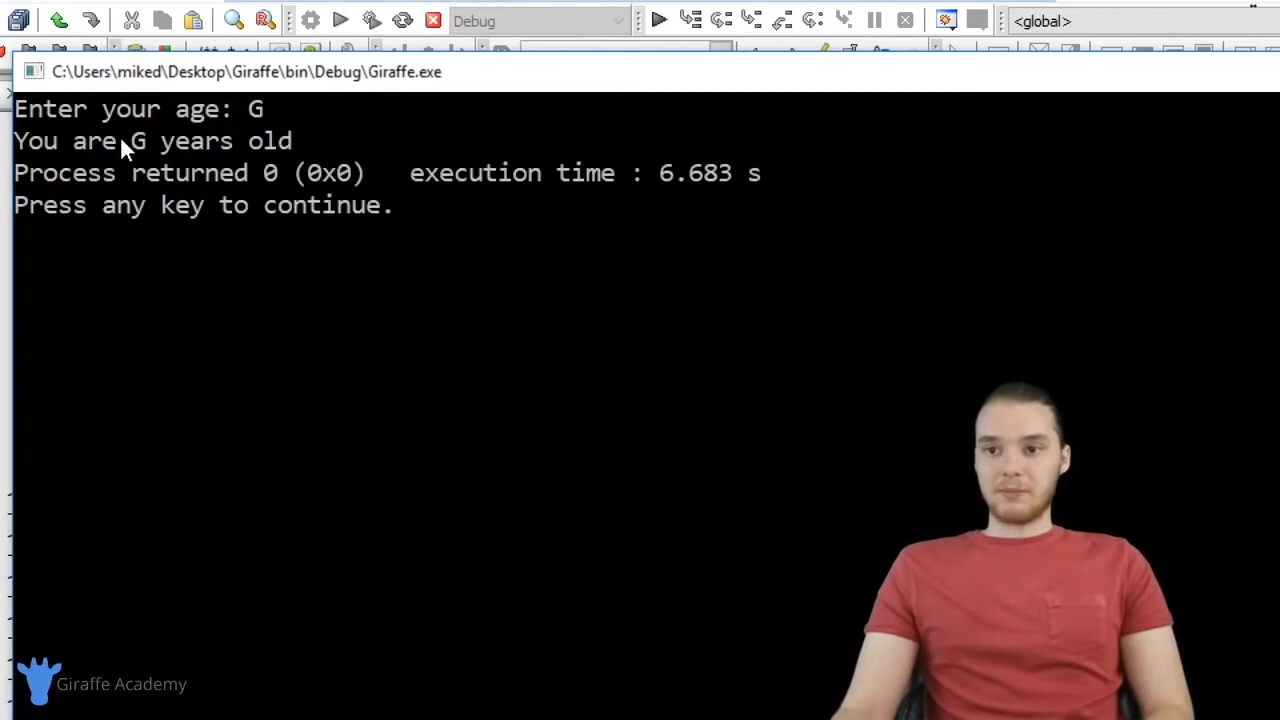 Debug
<global>
C:\Users\miked\Desktop\Giraffe\bin\Debug\Giraffe.exe
Enter your age: G
You are G years old
Process returned 0 (0x0)   execution time : 6.683 s
Press any key to continue.
Giraffe Academy